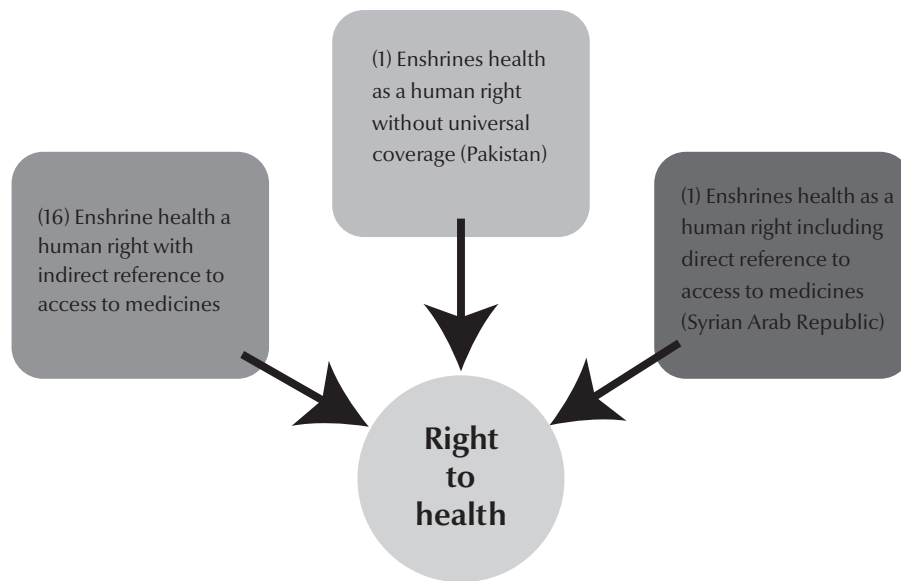 (1) Enshrines health
as a human right
without universal
coverage (Pakistan)
(16) Enshrine health a
human right with
indirect reference to
access to medicines
(1) Enshrines health as a
human right including
direct reference to
access to medicines
(Syrian Arab Republic)
Right
to
health